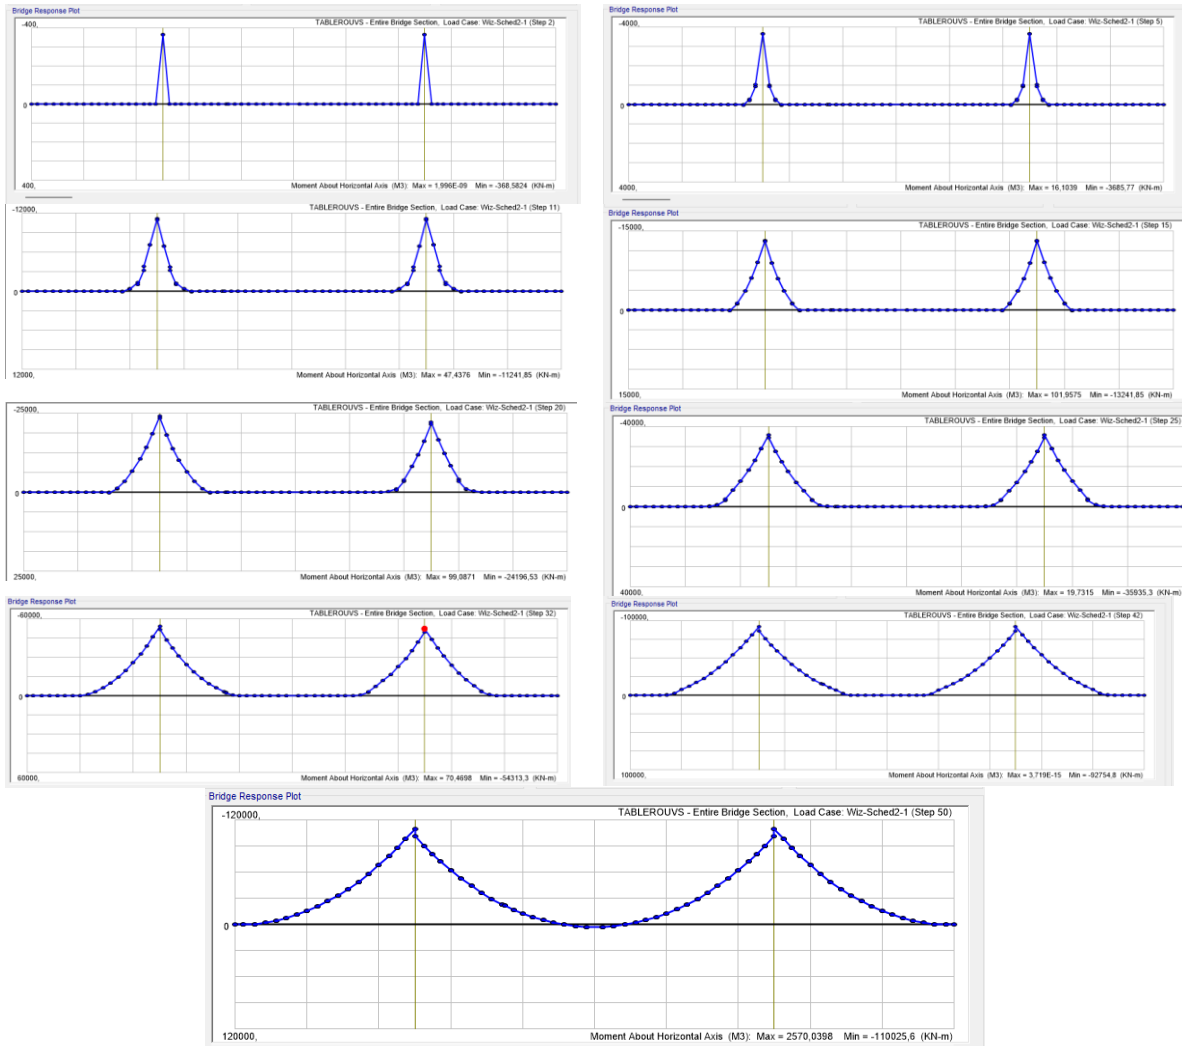 Bridge Response Plot
TABLEROUVS - Entire Bridge Section, Load Case: Wiz-Sched2-1 (Step 2)
-400,
0
400,
Moment About Horizontal Axis (M3): Max = 1,996E-09 Min = -368,5824 (KN-m)
Bridge Response Plot
TABLEROUVS - Entire Bridge Section, Load Case: Wiz-Sched2-1 (Step 5)
-4000,
0
4000,
Moment About Horizontal Axis (M3): Max = 16,1039 Min = -3685,77 (KN-m)
TABLEROUVS - Entire Bridge Section, Load Case: Wiz-Sched2-1 (Step 11)
-12000,
0
12000,
Moment About Horizontal Axis (M3): Max = 47,4376 Min = -11241,85 (KN-m)
Bridge Response Plot
TABLEROUVS - Entire Bridge Section, Load Case: Wiz-Sched2-1 (Step 15)
-15000,
0
15000,
Moment About Horizontal Axis (M3): Max = 101,9575 Min = -13241,85 (KN-m)
TABLEROUVS - Entire Bridge Section, Load Case: Wiz-Sched2-1 (Step 20)
-25000,
0
25000,
Moment About Horizontal Axis (M3): Max = 99,0871 Min = -24196,53 (KN-m)
Bridge Response Plot
TABLEROUVS - Entire Bridge Section, Load Case: Wiz-Sched2-1 (Step 25)
-40000,
0
40000,
Moment About Horizontal Axis (M3): Max = 19,7315 Min = -35935,3 (KN-m)
Bridge Response Plot
TABLEROUVS - Entire Bridge Section, Load Case: Wiz-Sched2-1 (Step 32)
-60000,
0
60000,
Moment About Horizontal Axis (M3): Max = 70,4698 Min = -54313,3 (KN-m)
Bridge Response Plot
TABLEROUVS - Entire Bridge Section, Load Case: Wiz-Sched2-1 (Step 42)
-100000,
0
100000,
Moment About Horizontal Axis (M3): Max = 3,719E-15 Min = -92754,8 (KN-m)
Bridge Response Plot
TABLEROUVS - Entire Bridge Section, Load Case: Wiz-Sched2-1 (Step 50)
-120000,
0
120000,
Moment About Horizontal Axis (M3): Max = 2570,0398 Min = -110025,6 (KN-m)